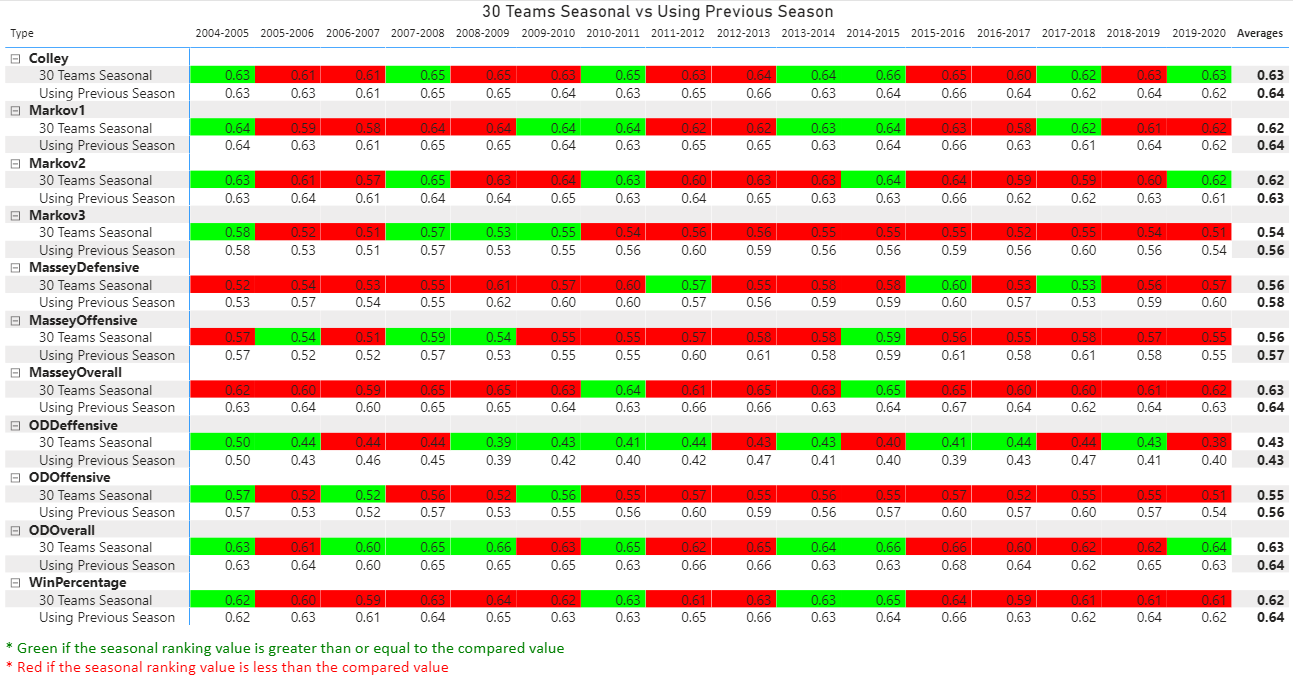 30 Teams Seasonal vs Using Previous Season
Type 2004-2005 2005-2006 2006-2007 2007-2008 2008-2009 2009-2010 2010-2011 2011-2012 2012-2013 2013-2014 2014-2015 2015-2016 2016-2017 2017-2018 2018-2019 2019-2020 Averages
Colley
30 Teams Seasonal 0.63 0.61 0.61 0.65 0.65 0.63 0.65 0.63 0.64 0.64 0.66 0.65 0.60 0.62 0.63 0.63 0.63
Using Previous Season 0.63 0.63 0.61 0.65 0.65 0.64 0.63 0.65 0.66 0.64 0.64 0.66 0.64 0.62 0.64 0.62 0.64
Markov1
30 Teams Seasonal 0.64 0.59 0.58 0.64 0.64 0.64 0.64 0.62 0.62 0.63 0.64 0.63 0.58 0.62 0.61 0.62 0.62
Using Previous Season 0.64 0.63 0.61 0.65 0.65 0.64 0.63 0.65 0.65 0.63 0.64 0.66 0.63 0.61 0.64 0.62 0.64
Markov2
30 Teams Seasonal 0.63 0.61 0.57 0.65 0.63 0.64 0.63 0.60 0.63 0.63 0.64 0.64 0.59 0.59 0.60 0.62 0.62
Using Previous Season 0.63 0.64 0.61 0.64 0.64 0.65 0.63 0.64 0.65 0.63 0.63 0.66 0.62 0.62 0.63 0.61 0.63
Markov3
30 Teams Seasonal 0.58 0.52 0.51 0.57 0.53 0.55 0.54 0.56 0.56 0.55 0.55 0.55 0.52 0.55 0.54 0.51 0.54
Using Previous Season 0.58 0.53 0.51 0.57 0.53 0.55 0.56 0.60 0.59 0.56 0.56 0.59 0.56 0.60 0.56 0.54 0.56
MasseyDefensive
30 Teams Seasonal 0.52 0.54 0.53 0.55 0.61 0.57 0.60 0.57 0.55 0.58 0.58 0.60 0.53 0.53 0.56 0.57 0.56
Using Previous Season 0.53 0.57 0.54 0.55 0.62 0.60 0.60 0.57 0.56 0.59 0.59 0.60 0.57 0.53 0.59 0.60 0.58
MasseyOffensive
30 Teams Seasonal 0.57 0.54 0.51 0.59 0.54 0.55 0.55 0.57 0.58 0.58 0.59 0.56 0.55 0.58 0.57 0.55 0.56
Using Previous Season 0.57 0.52 0.52 0.57 0.53 0.55 0.55 0.60 0.61 0.58 0.59 0.61 0.58 0.61 0.58 0.55 0.57
MasseyOverall
30 Teams Seasonal 0.62 0.60 0.59 0.65 0.65 0.63 0.64 0.61 0.65 0.63 0.65 0.65 0.60 0.60 0.61 0.62 0.63
Using Previous Season 0.63 0.64 0.60 0.65 0.65 0.64 0.63 0.66 0.66 0.63 0.64 0.67 0.64 0.62 0.64 0.63 0.64
ODDeffensive
30 Teams Seasonal 0.50 0.44 0.44 0.44 0.39 0.43 0.41 0.44 0.43 0.43 0.40 0.41 0.44 0.44 0.43 0.38 0.43
Using Previous Season 0.50 0.43 0.46 0.45 0.39 0.42 0.40 0.42 0.47 0.41 0.40 0.39 0.43 0.47 0.41 0.40 0.43
ODOffensive
30 Teams Seasonal 0.57 0.52 0.52 0.56 0.52 0.56 0.55 0.57 0.55 0.56 0.55 0.57 0.52 0.55 0.55 0.51 0.55
Using Previous Season 0.57 0.53 0.52 0.57 0.53 0.55 0.56 0.60 0.59 0.56 0.57 0.60 0.57 0.60 0.57 0.54 0.56
ODOverall
30 Teams Seasonal 0.63 0.61 0.60 0.65 0.66 0.63 0.65 0.62 0.65 0.64 0.66 0.66 0.60 0.62 0.62 0.64 0.63
Using Previous Season 0.63 0.64 0.60 0.65 0.65 0.65 0.63 0.66 0.66 0.63 0.63 0.68 0.64 0.62 0.65 0.63 0.64
WinPercentage
30 Teams Seasonal 0.62 0.60 0.59 0.63 0.64 0.62 0.63 0.61 0.63 0.63 0.65 0.64 0.59 0.61 0.61 0.61 0.62
Using Previous Season 0.62 0.63 0.61 0.64 0.65 0.63 0.63 0.65 0.66 0.63 0.64 0.66 0.63 0.62 0.64 0.62 0.64
* Green if the seasonal ranking value is greater than or equal to the compared value
* Red if the seasonal ranking value is less than the compared value